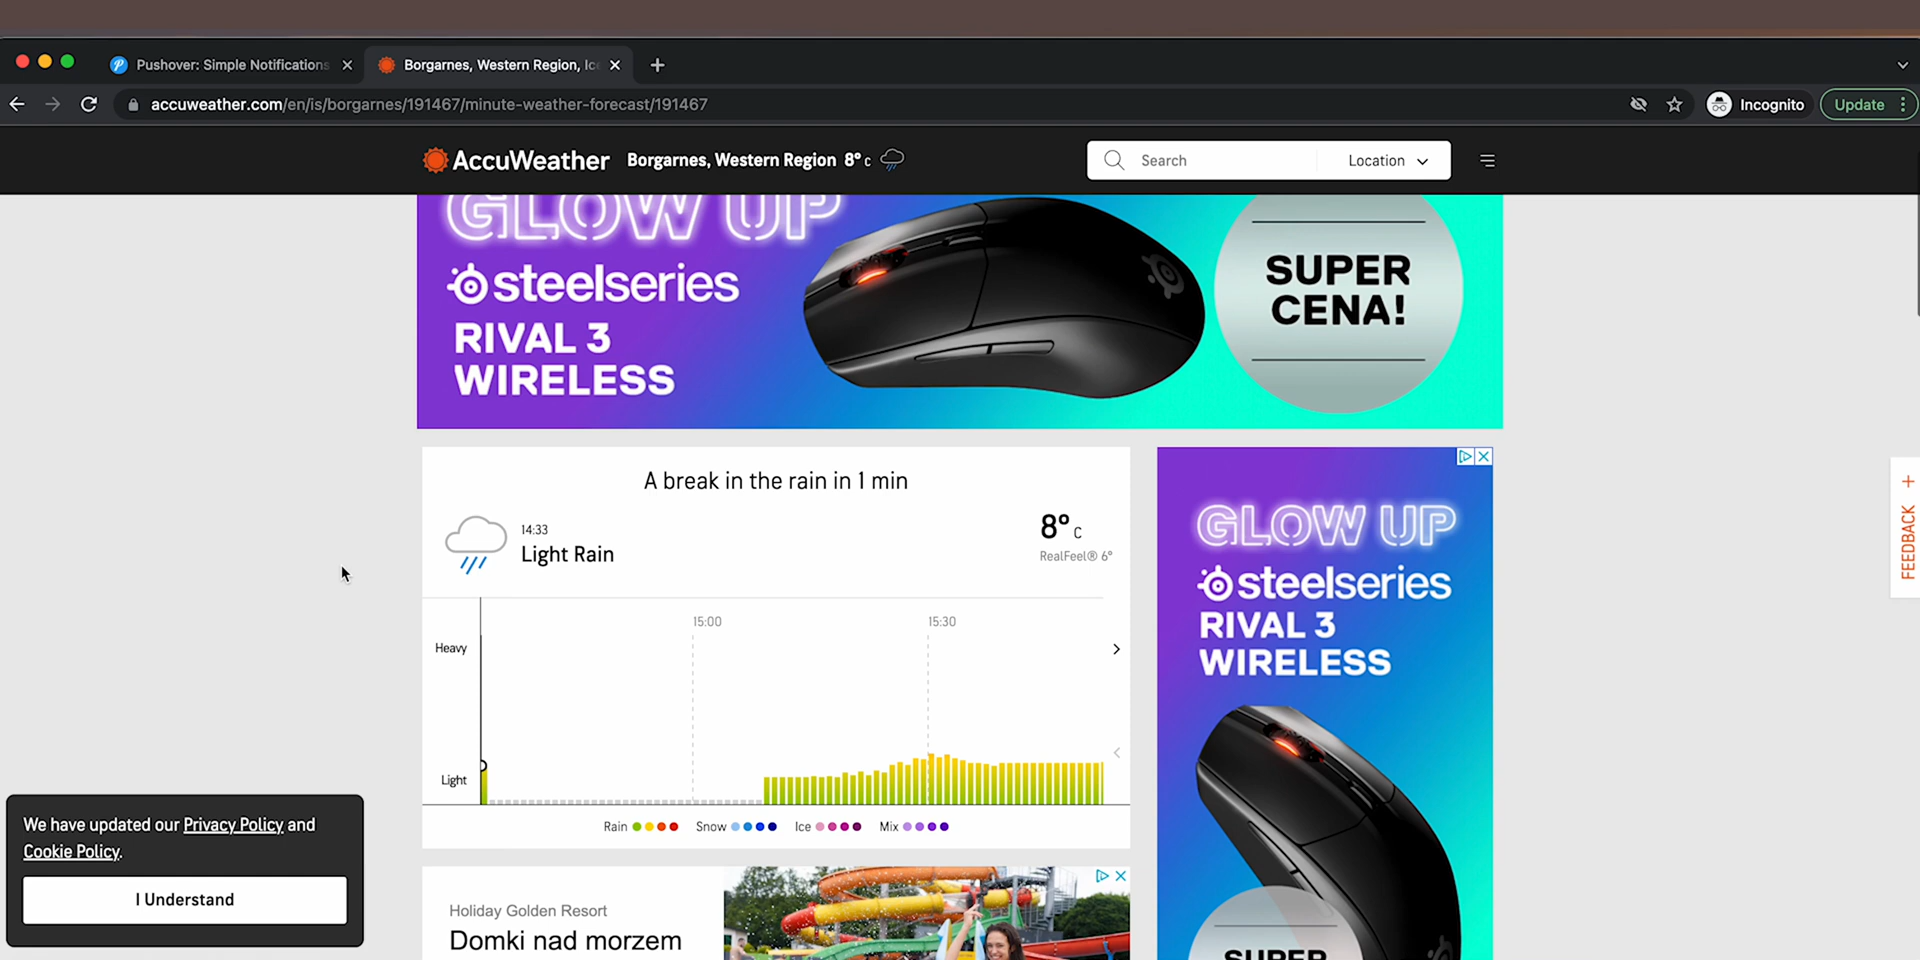 Pushover: Simple Notifications
Borgarnes, Western Region, Ic
accuweather.com/en/is/borgarnes/191467/minute-weather-forecast/191467
Incognito
Update
AccuWeather
Borgarnes, Western Region 8° c
Search
Location
GLOW UP
steelseries
RIVAL 3
WIRELESS
SUPER
CENA!
A break in the rain in 1 min
14:33
Light Rain
8° C
RealFeel® 6°
15:00
15:30
Heavy
Light
Rain
Snow
Ice
Mix
GLOW UP
steelseries
RIVAL 3
WIRELESS
SUPER
FEEDBACK +
We have updated our Privacy Policy and
Cookie Policy.
I Understand
Holiday Golden Resort
Domki nad morzem